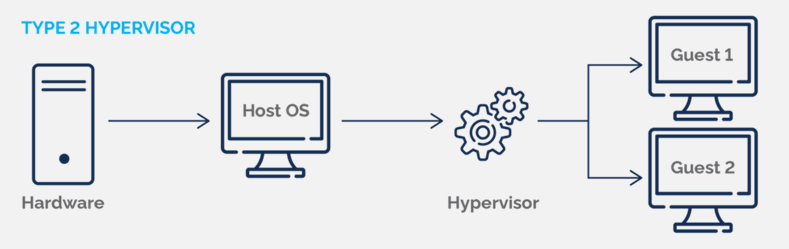 TYPE 2 HYPERVISOR
Guest 1
Host OS
Guest 2
Hardware
Hypervisor